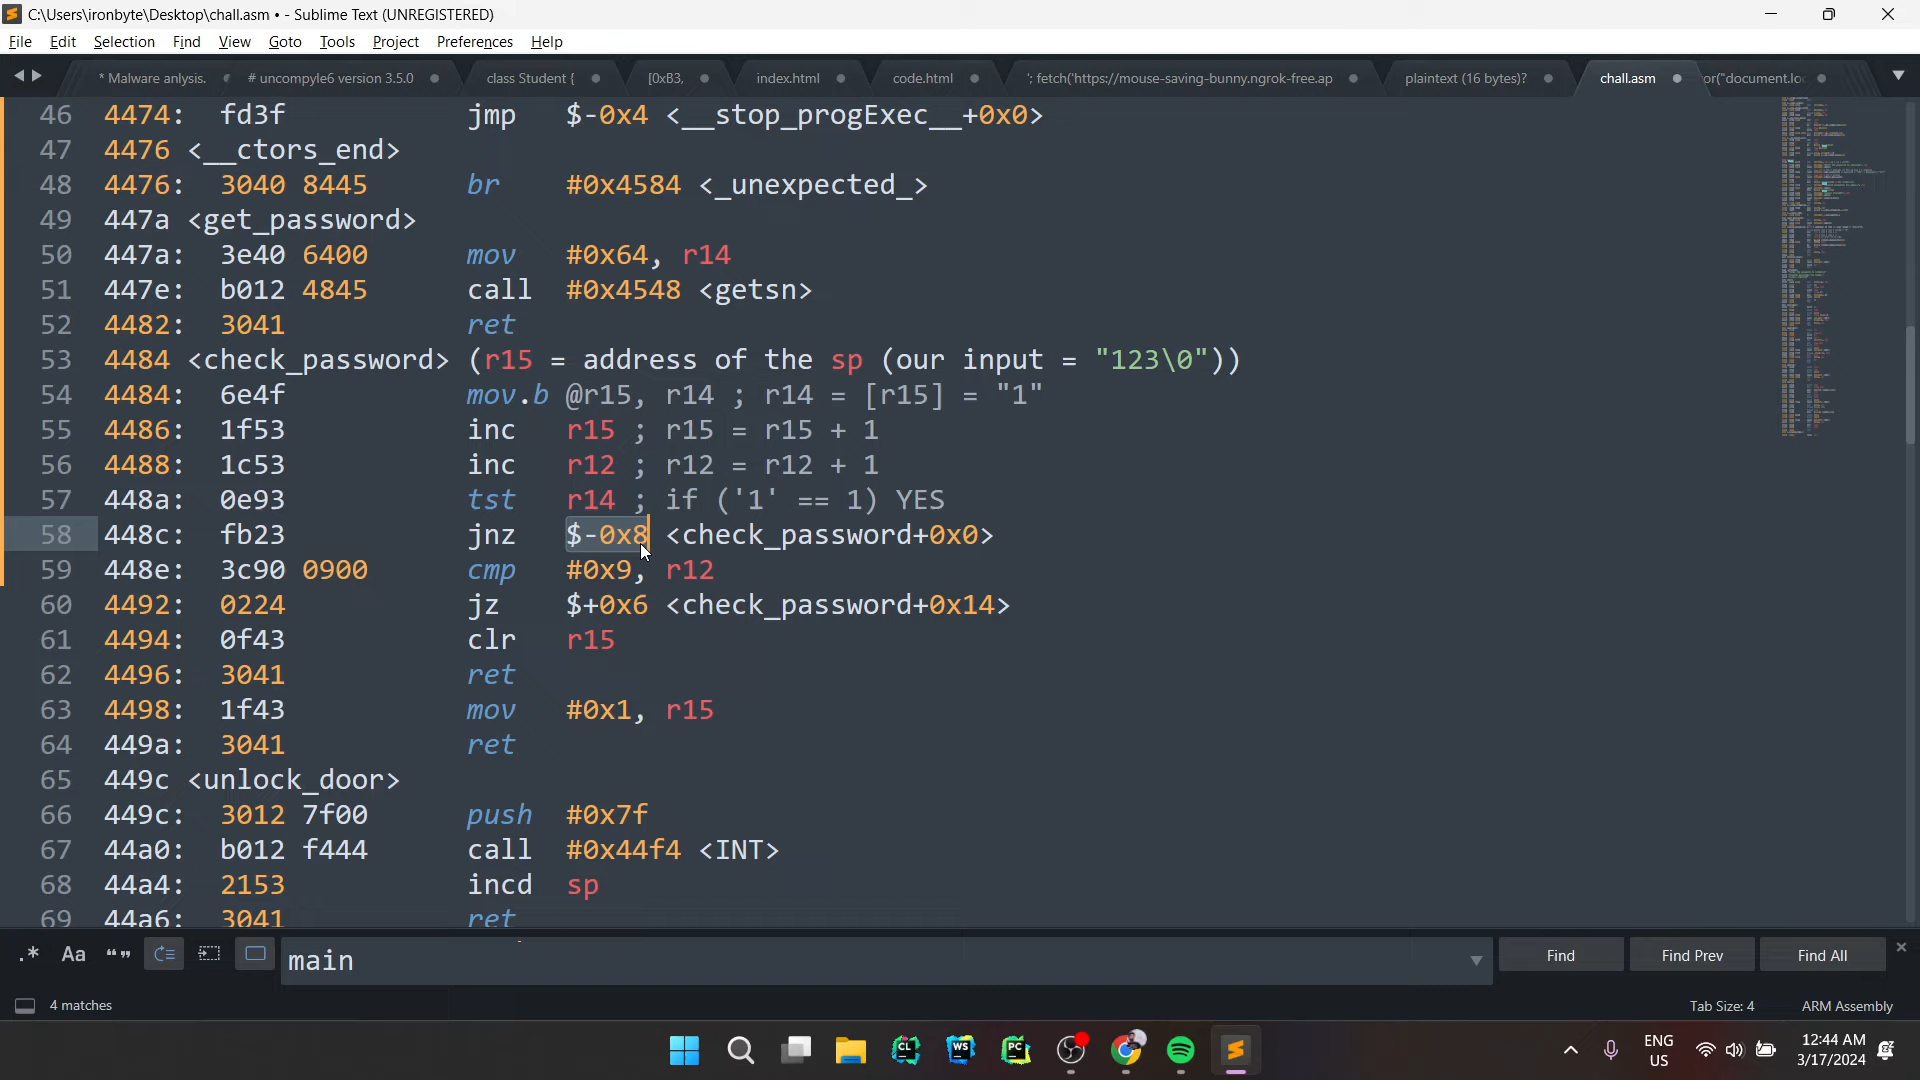 C:\Users\ironbyte\Desktop\chall.asm • - Sublime Text (UNREGISTERED)
File Edit Selection Find View Goto Tools Project Preferences Help
* Malware anlysis. # uncompyle6 version 3.5.0 class Student { [0xB3, index.html code.html '; fetch('https://mouse-saving-bunny.ngrok-free.ap plaintext (16 bytes)? chall.asm or("document.loc
46 4474: fd3f jmp $-0x4 <__stop_progExec__+0x0>
47 4476 <__ctors_end>
48 4476: 3040 8445 br #0x4584 <_unexpected_>
49 447a <get_password>
50 447a: 3e40 6400 mov #0x64, r14
51 447e: b012 4845 call #0x4548 <getsn>
52 4482: 3041 ret
53 4484 <check_password> (r15 = address of the sp (our input = "123\0"))
54 4484: 6e4f mov.b @r15, r14 ; r14 = [r15] = "1"
55 4486: 1f53 inc r15 ; r15 = r15 + 1
56 4488: 1c53 inc r12 ; r12 = r12 + 1
57 448a: 0e93 tst r14 ; if ('1' == 1) YES
58 448c: fb23 jnz $-0x8 <check_password+0x0>
59 448e: 3c90 0900 cmp #0x9, r12
60 4492: 0224 jz $+0x6 <check_password+0x14>
61 4494: 0f43 clr r15
62 4496: 3041 ret
63 4498: 1f43 mov #0x1, r15
64 449a: 3041 ret
65 449c <unlock_door>
66 449c: 3012 7f00 push #0x7f
67 44a0: b012 f444 call #0x44f4 <INT>
68 44a4: 2153 incd sp
69 44a6: 3041 ret
.* Aa “” main Find Find Prev Find All
4 matches Tab Size: 4 ARM Assembly
CL WS PC ENG US 12:44 AM
3/17/2024